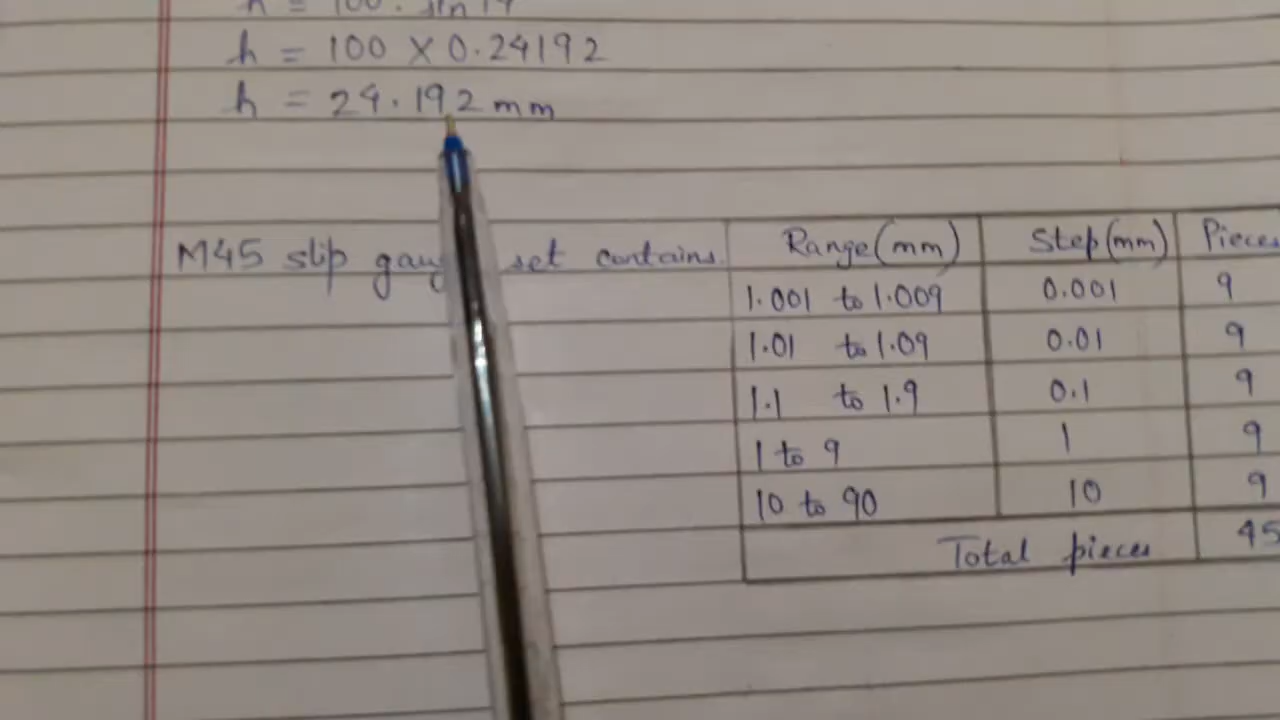 h = 100 × 0.24192
h = 24.192 mm
M45 slip set contains
Range (mm) Step (mm) Pieces
1.001 to 1.009 0.001 9
1.01 to 1.09 0.01 9
1.1 to 1.9 0.1 9
1 to 9 1 9
10 to 90 10 9
Total pieces 45